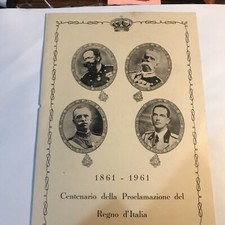 1861 - 1961
Centenario della Proclamazione del
Regno d'Italia